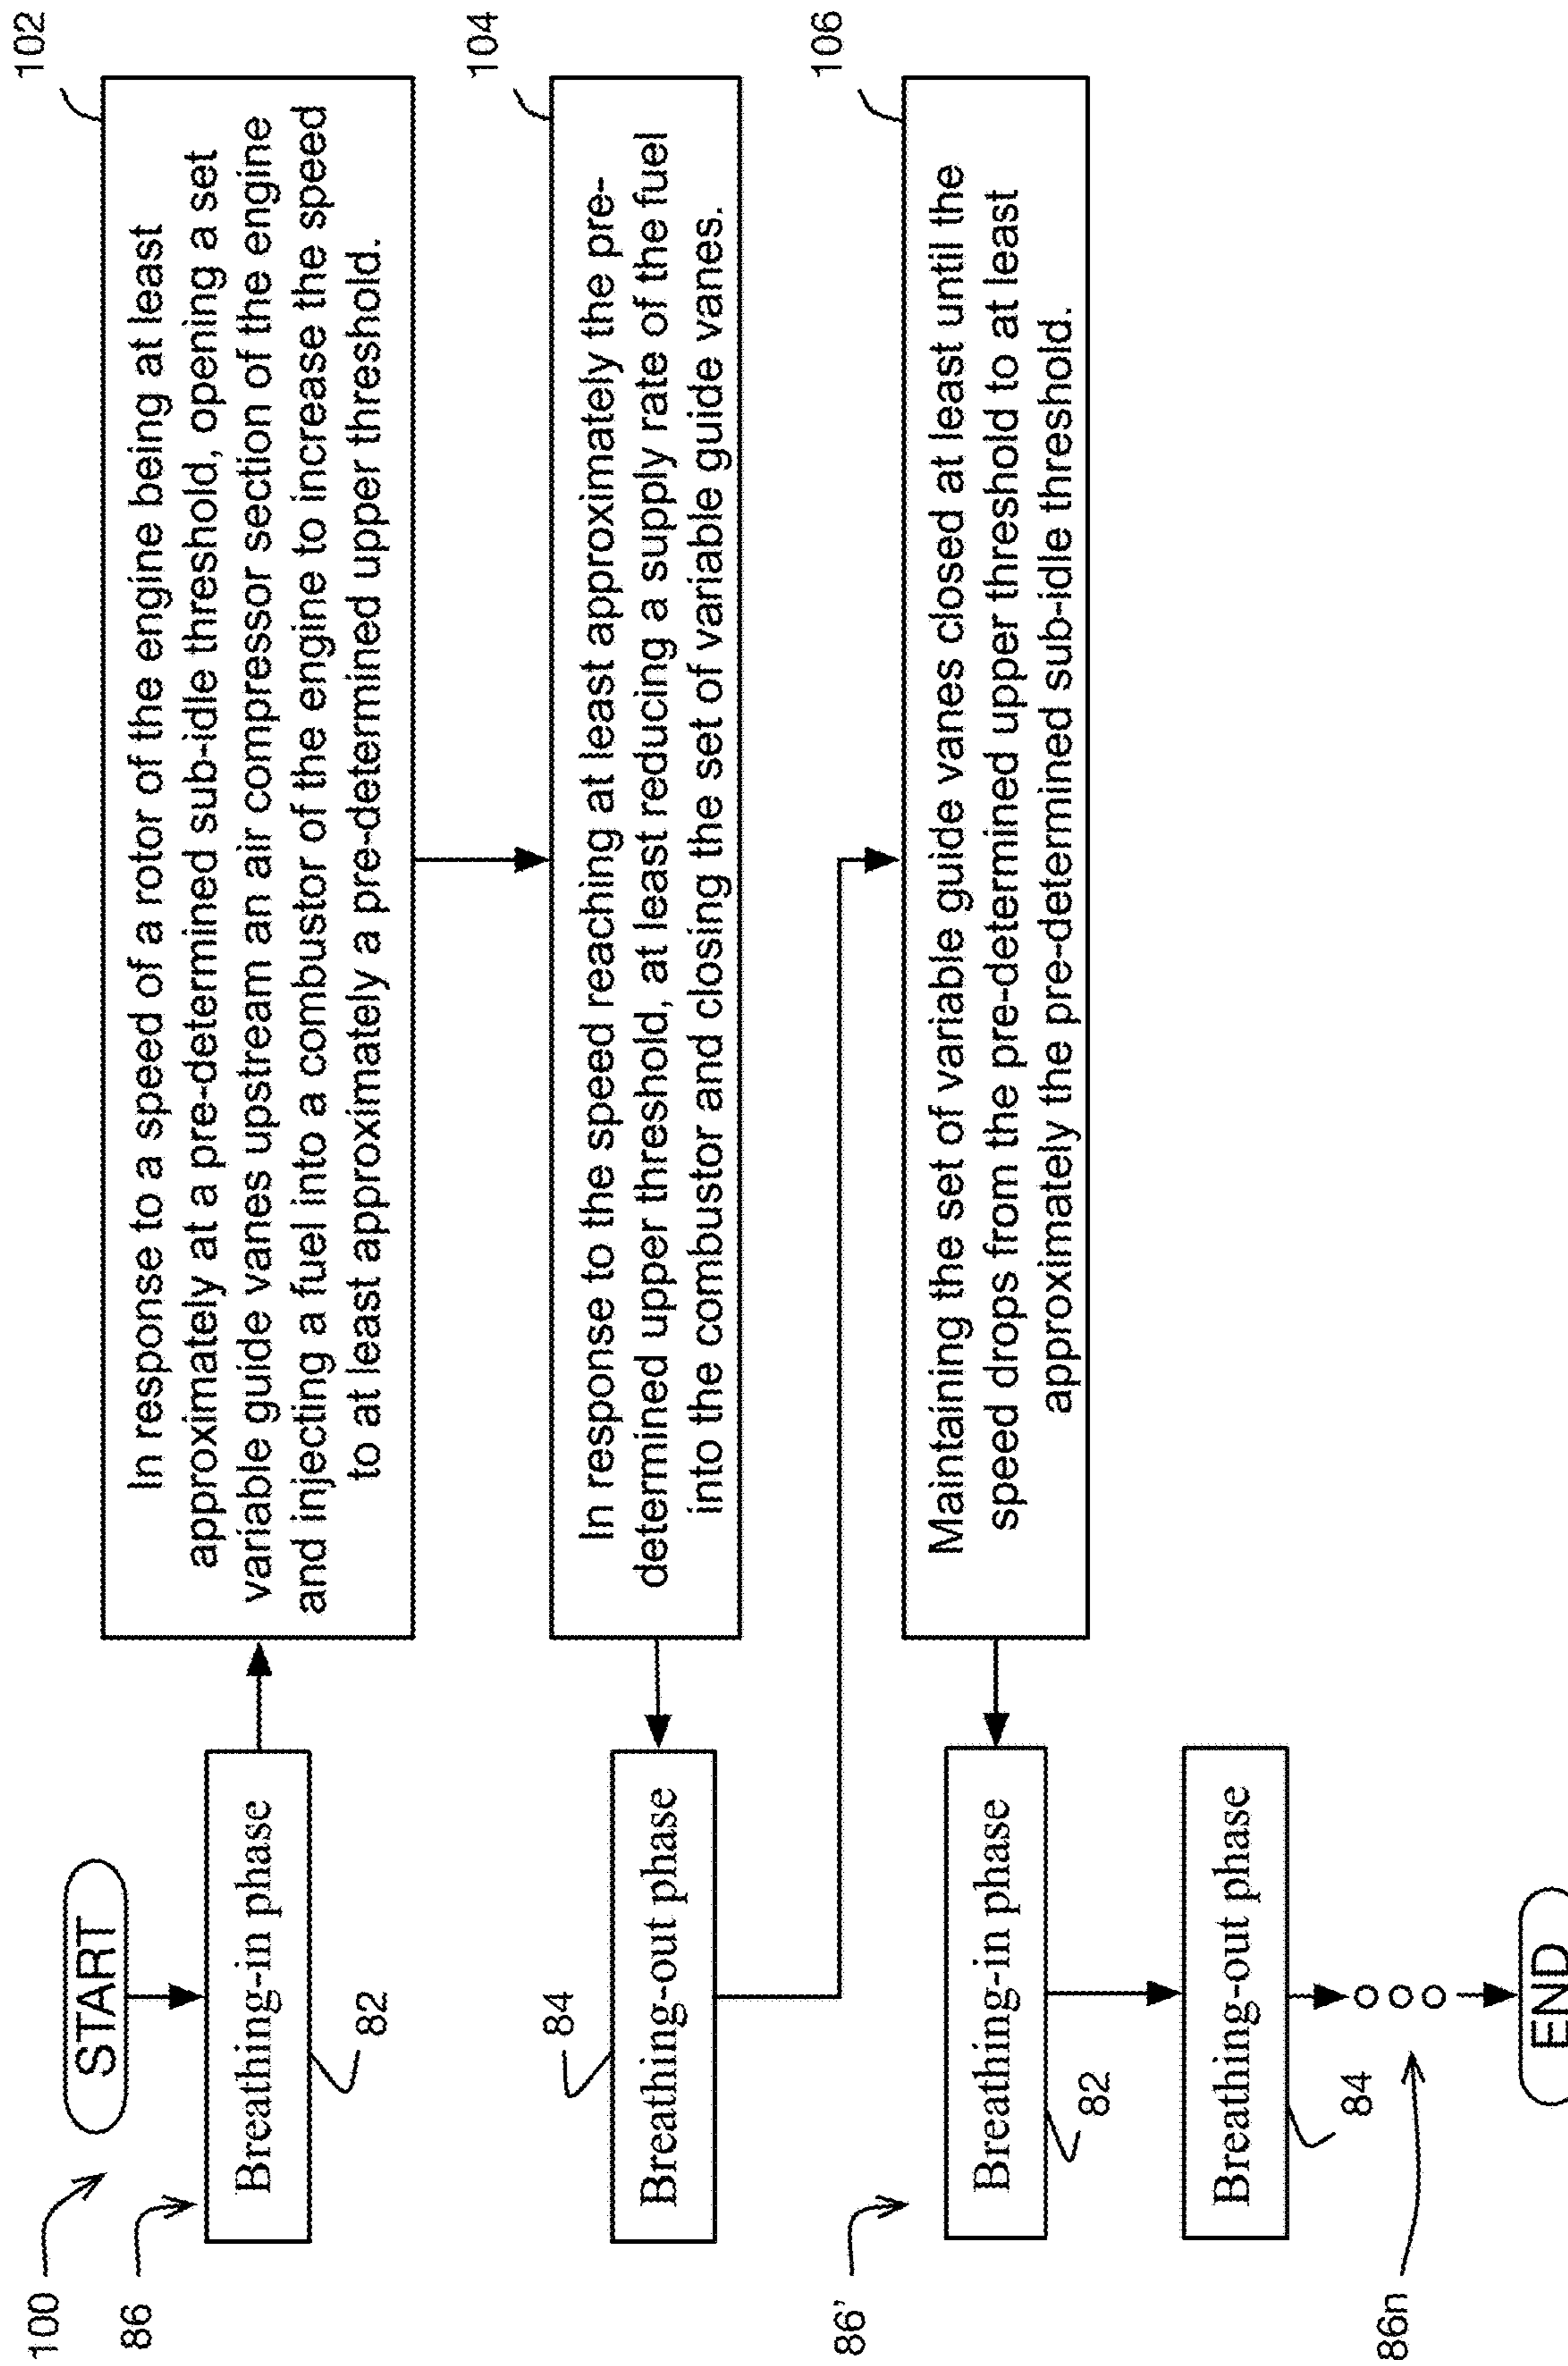 100
START
86
Breathing-in phase
82
102
In response to a speed of a rotor of the engine being at least
approximately at a pre-determined sub-idle threshold, opening a set
variable guide vanes upstream an air compressor section of the engine
and injecting a fuel into a combustor of the engine to increase the speed
to at least approximately a pre-determined upper threshold.
104
In response to the speed reaching at least approximately the pre-
determined upper threshold, at least reducing a supply rate of the fuel
into the combustor and closing the set of variable guide vanes.
84
Breathing-out phase
106
Maintaining the set of variable guide vanes closed at least until the
speed drops from the pre-determined upper threshold to at least
approximately the pre-determined sub-idle threshold.
86'
Breathing-in phase
82
Breathing-out phase
84
86n
END